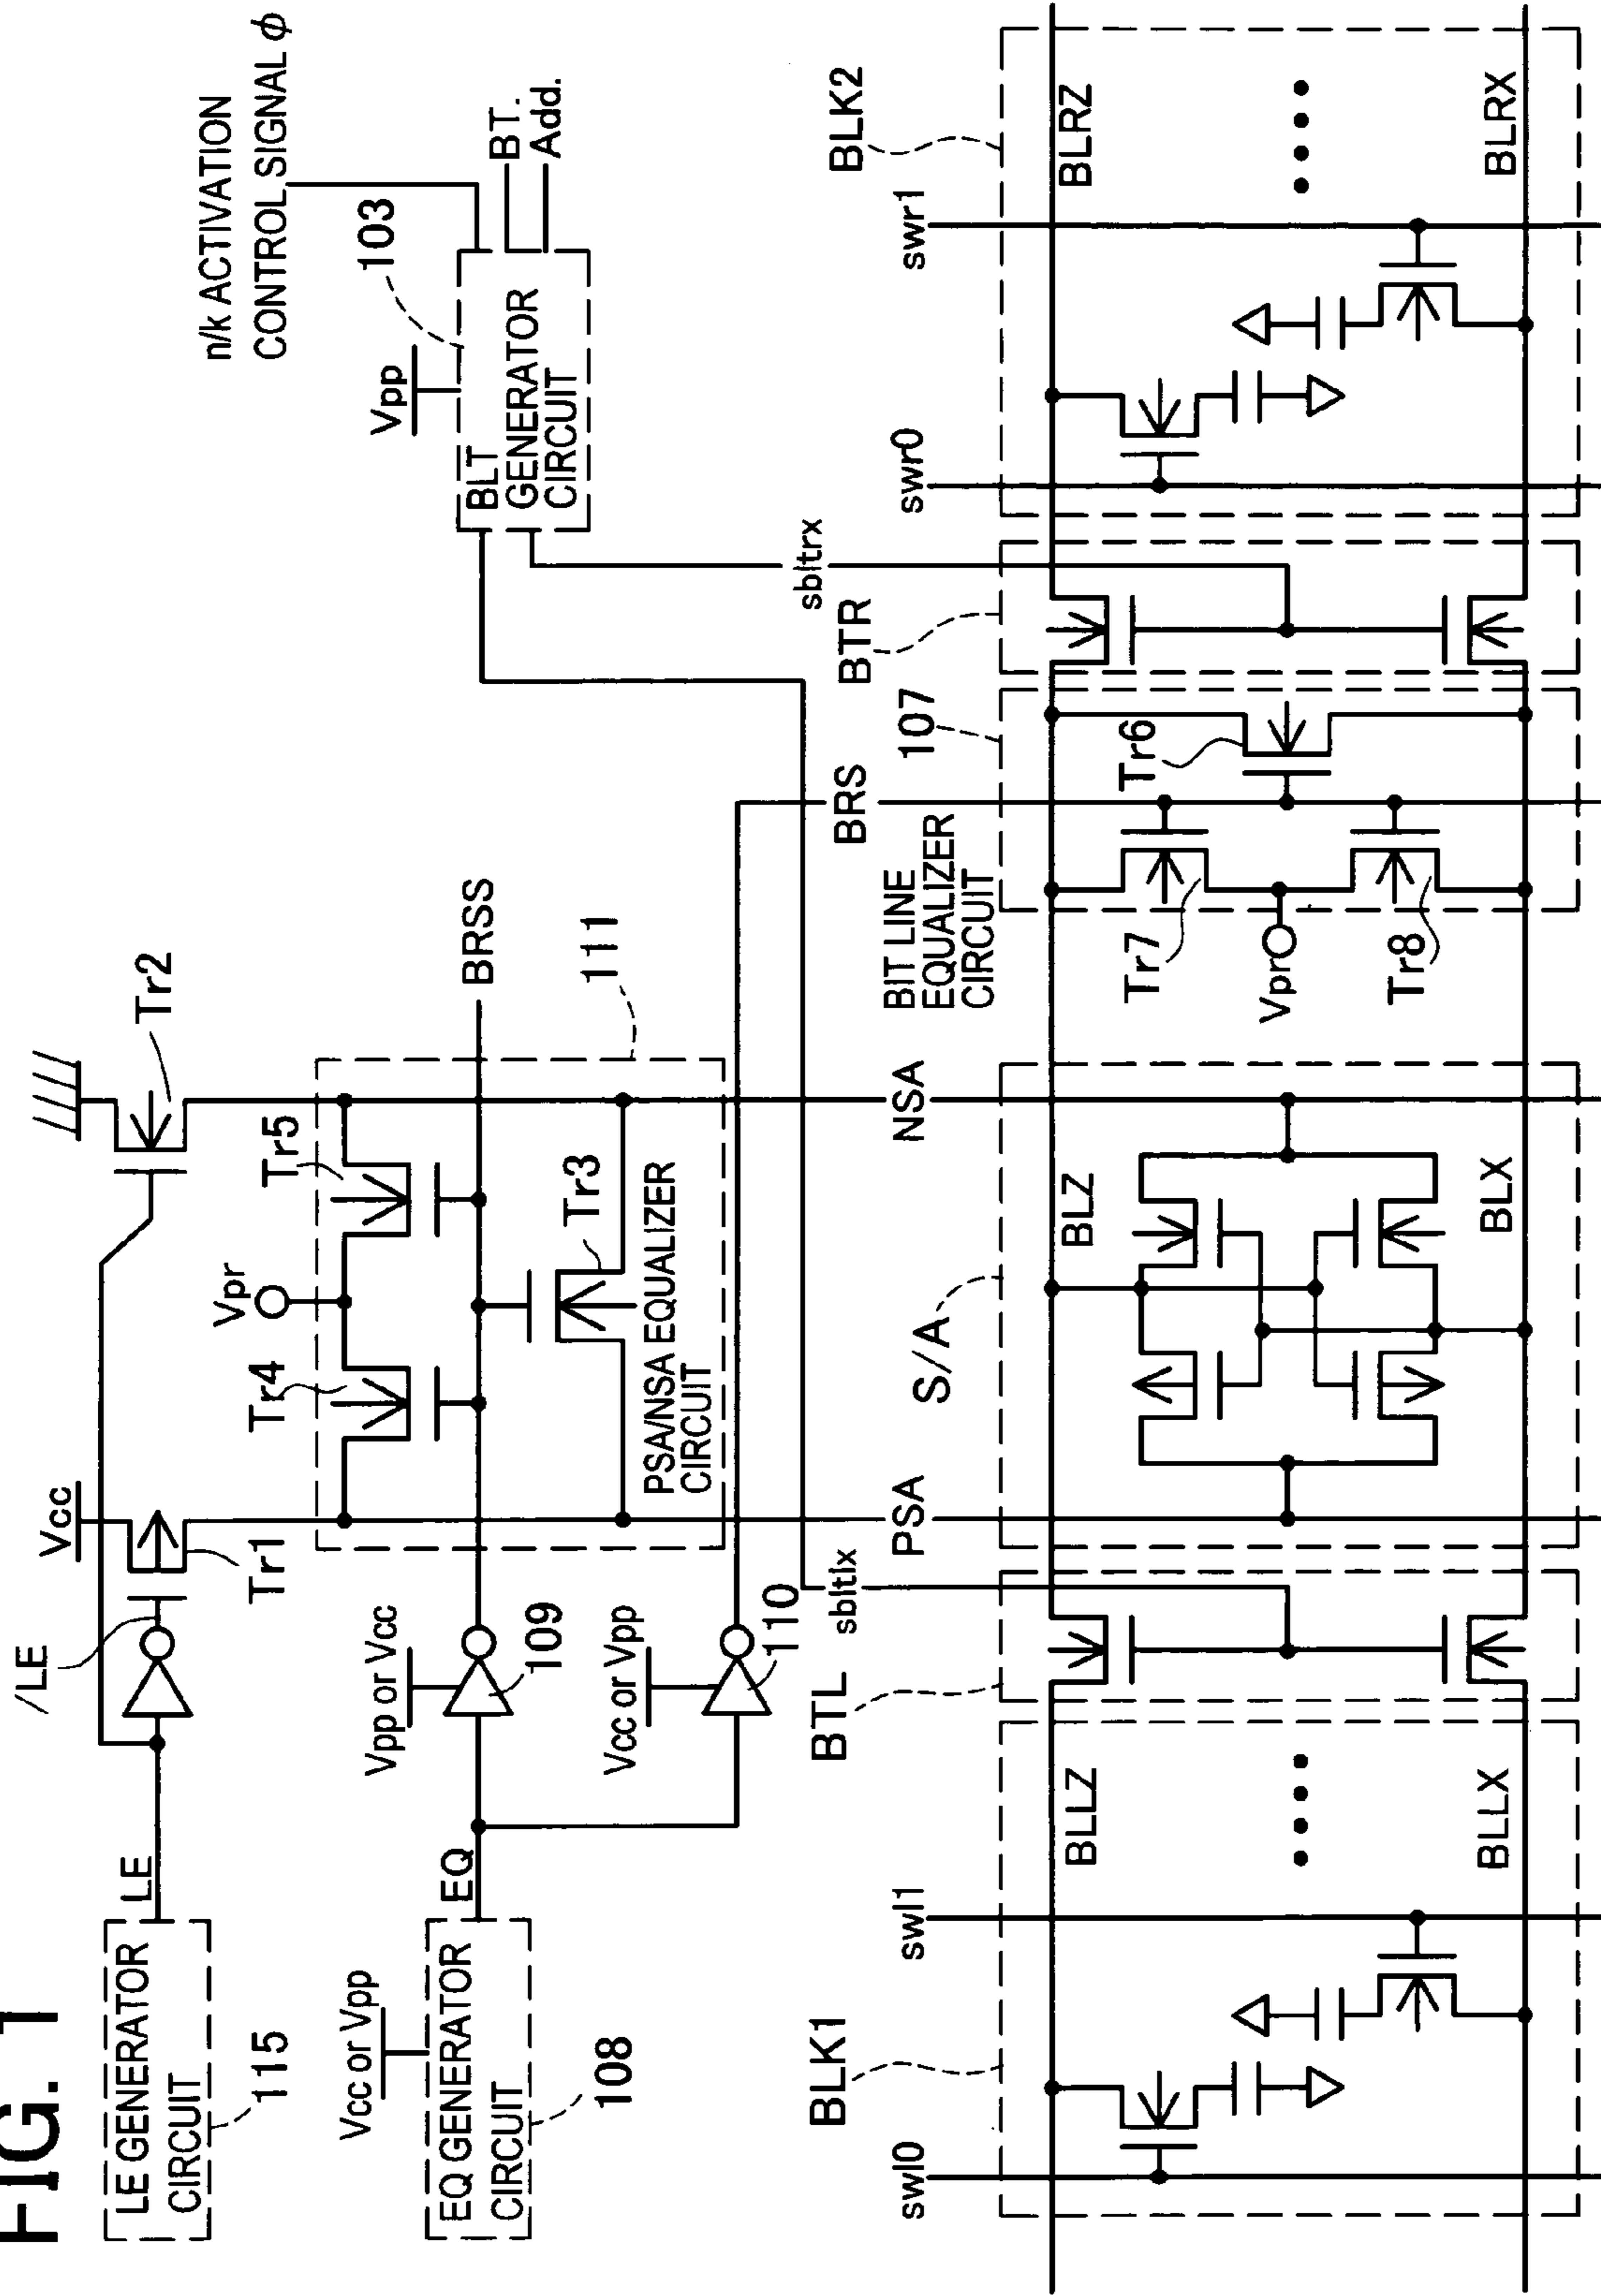 FIG. 1
LE GENERATOR
CIRCUIT
115
LE
/LE
Vcc
Tr1
Tr2
Vcc or Vpp
EQ GENERATOR
CIRCUIT
108
EQ
Vpp or Vcc
109
Vcc or Vpp
110
Tr4
Vpr
Tr5
Tr3
PSA/NSA EQUALIZER
CIRCUIT
BRSS
111
n/k ACTIVATION
CONTROL SIGNAL ϕ
103
Vpp
BLT
GENERATOR
CIRCUIT
BT.
Add.
BLK1
BTL
sbltlx
S/A
BIT LINE
EQUALIZER
CIRCUIT
BRS
107
BTR
sbltrx
BLK2
swl0
swl1
PSA
NSA
swr0
swr1
BLLZ
BLZ
Tr7
Tr6
BLRZ
Vpr
Tr8
BLLX
BLX
BLRX